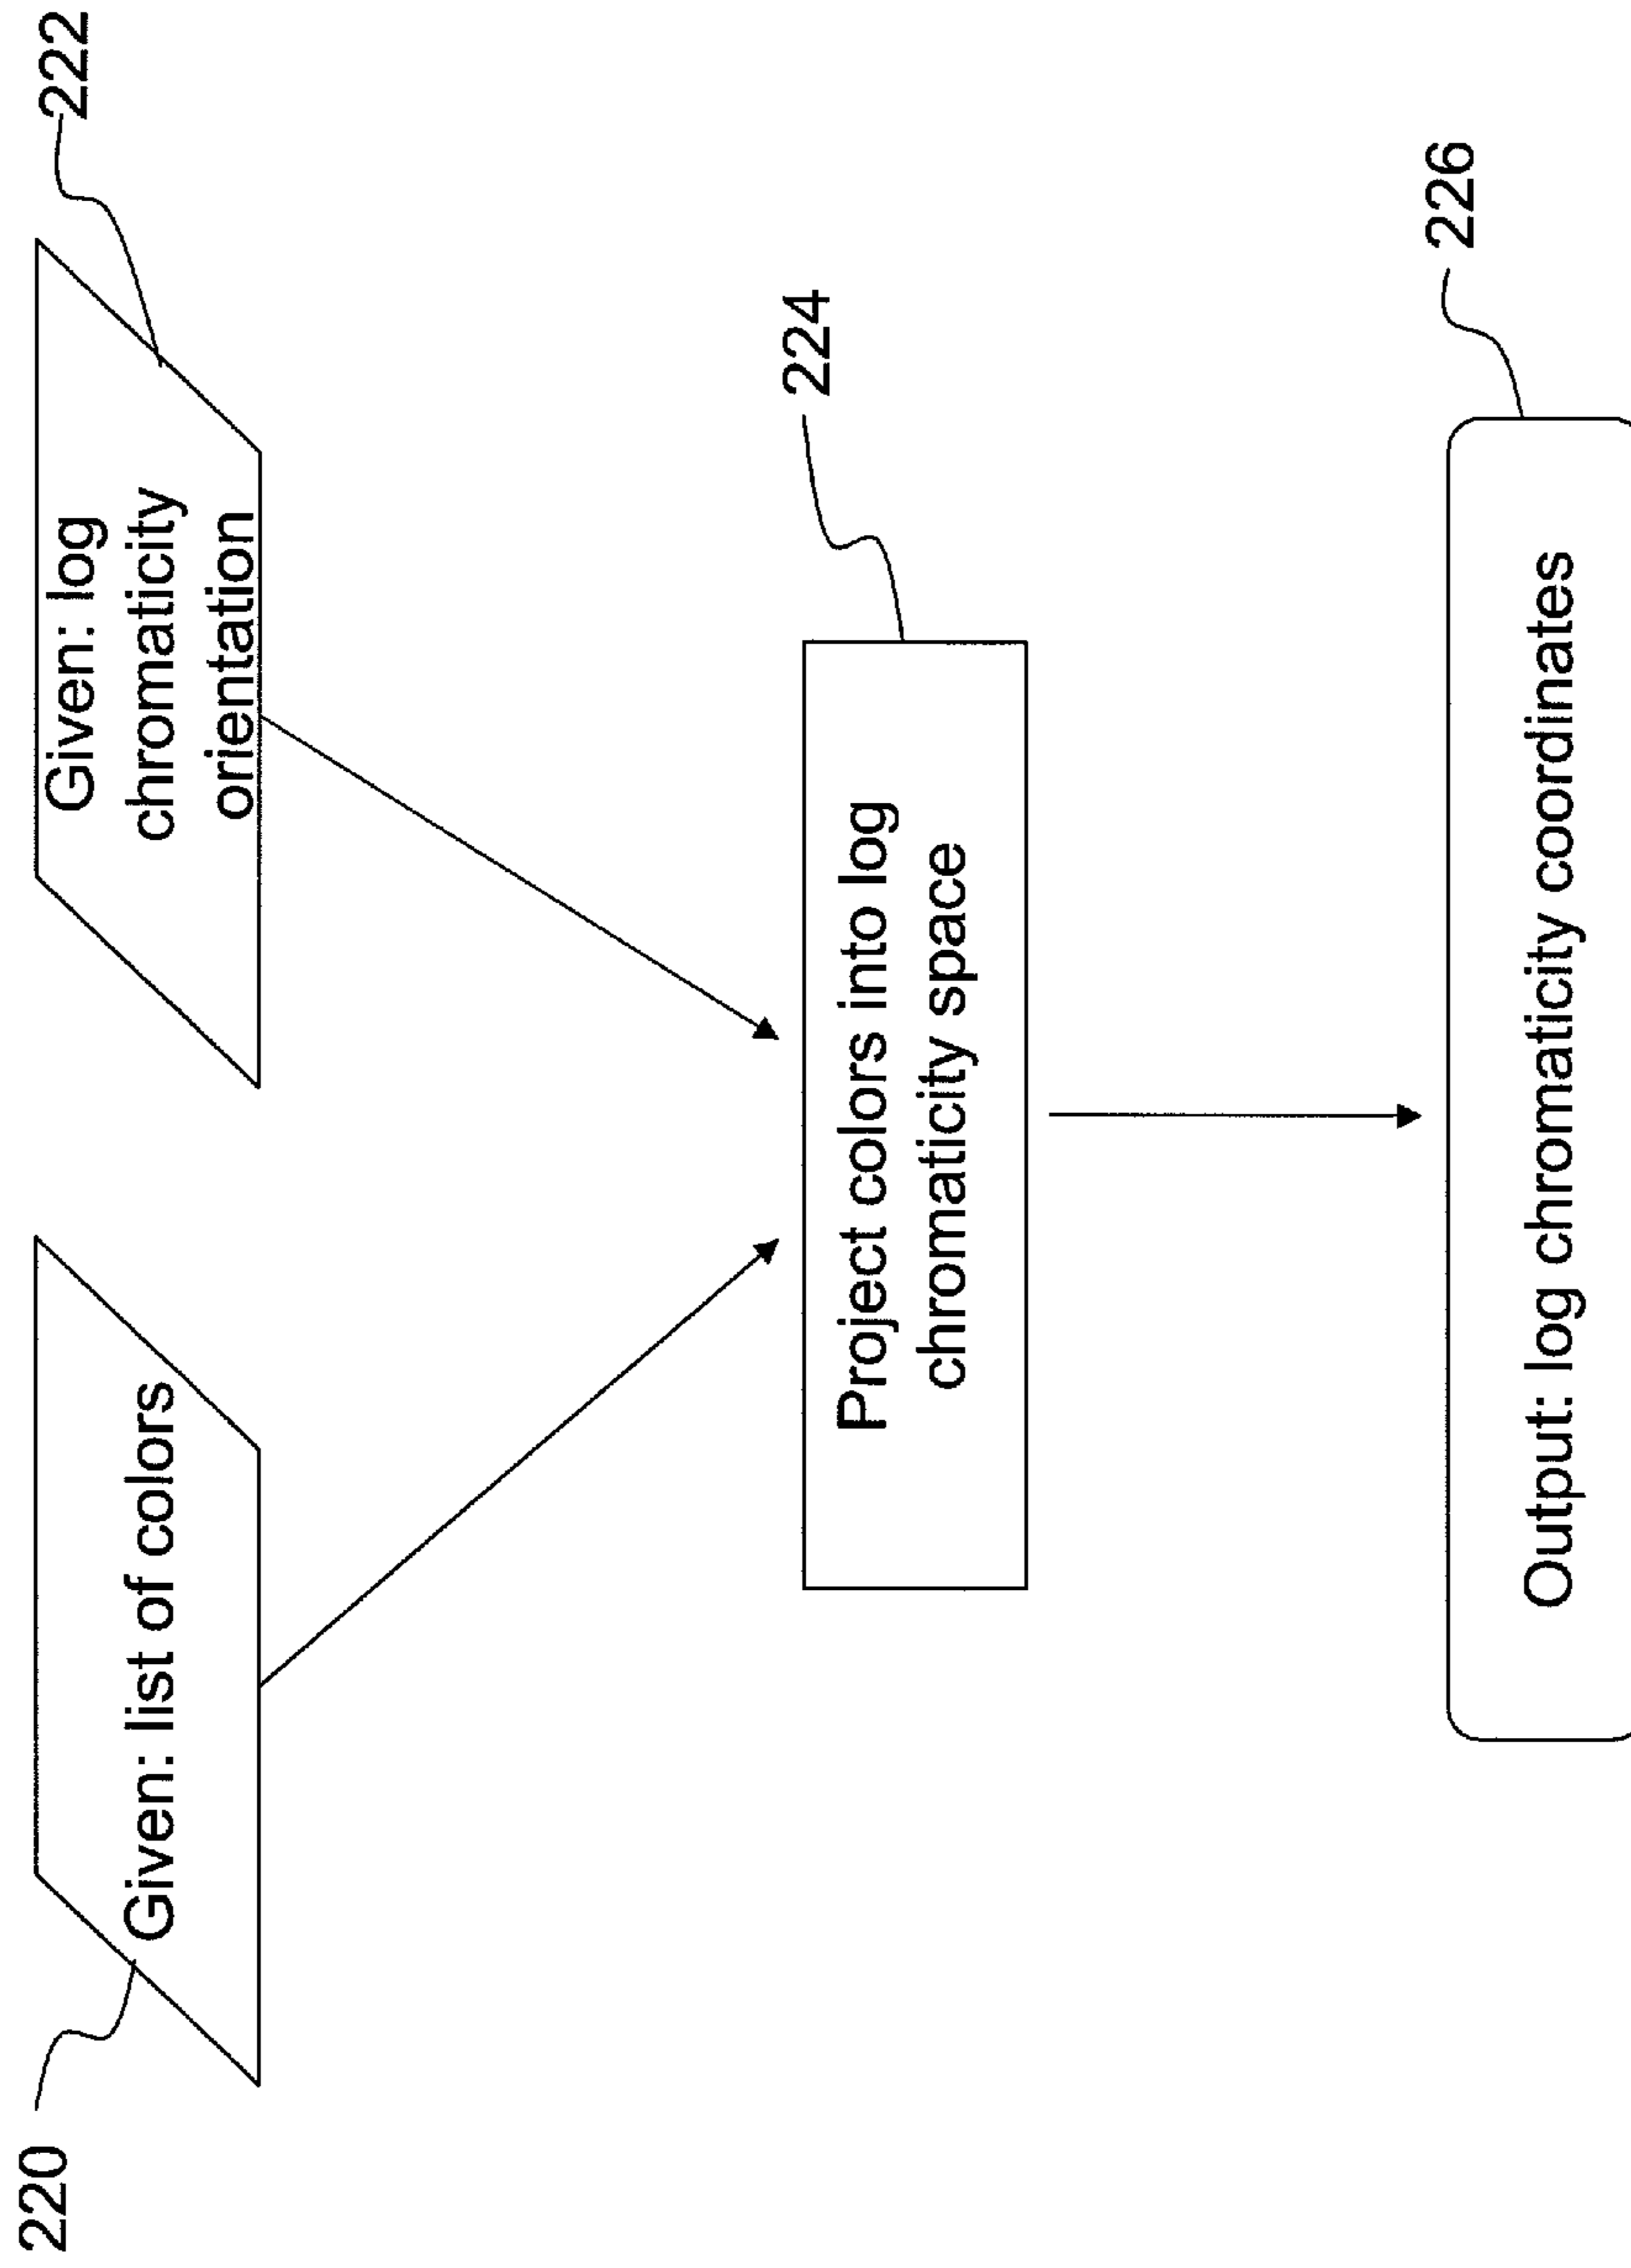 220
Given: list of colors
Given: log
chromaticity
orientation
222
Project colors into log
chromaticity space
224
Output: log chromaticity coordinates
226